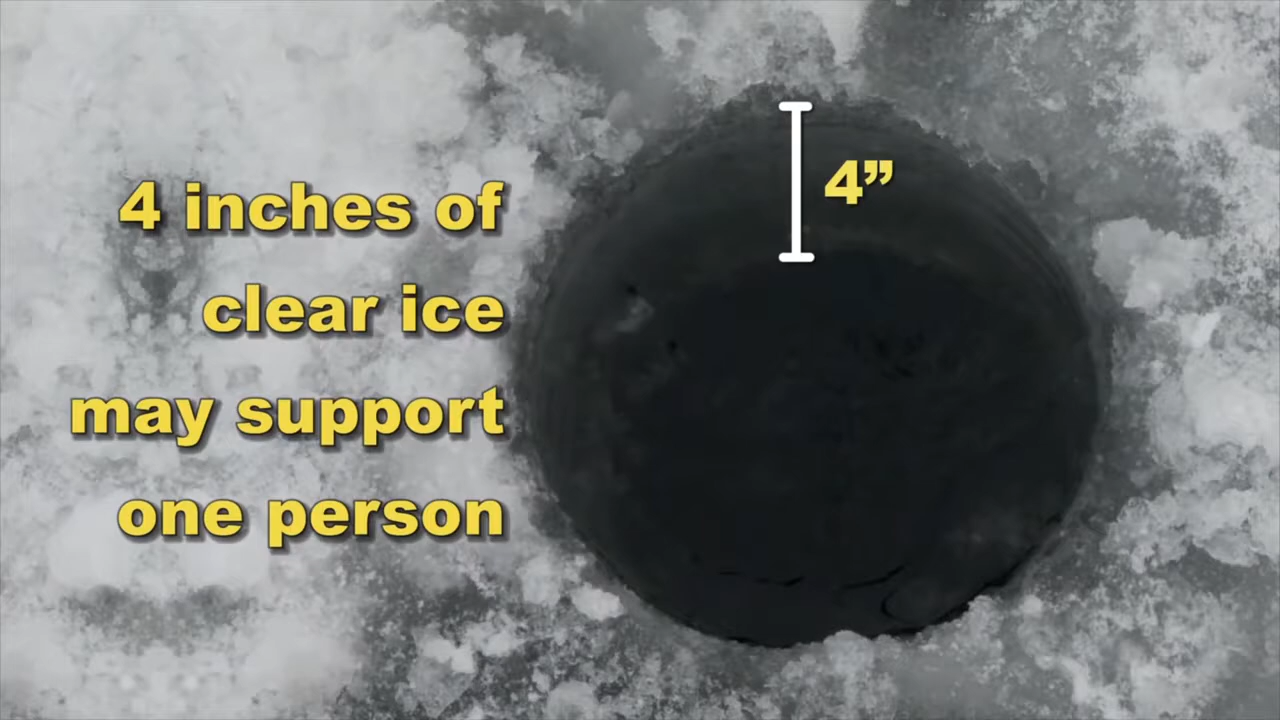 4 inches of
clear ice
may support
one person
4”